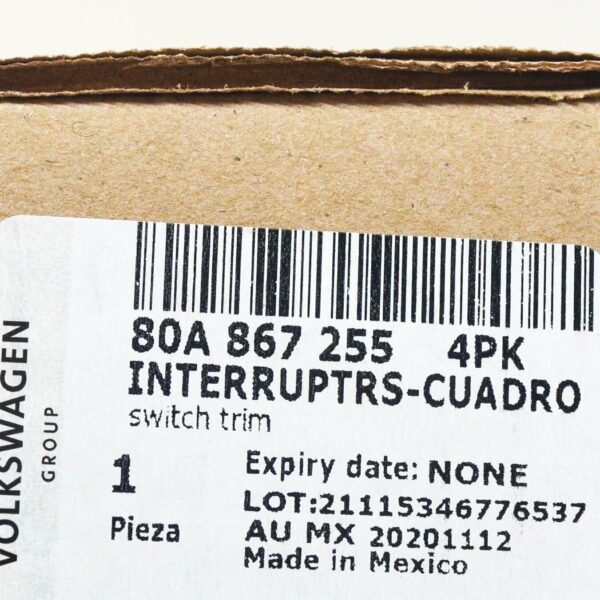 VOLKSWAGEN
GROUP
80A 867 255 4PK
INTERRUPTRS-CUADRO
switch trim
1
Pieza
Expiry date: NONE
LOT:21115346776537
AU MX 20201112
Made in Mexico